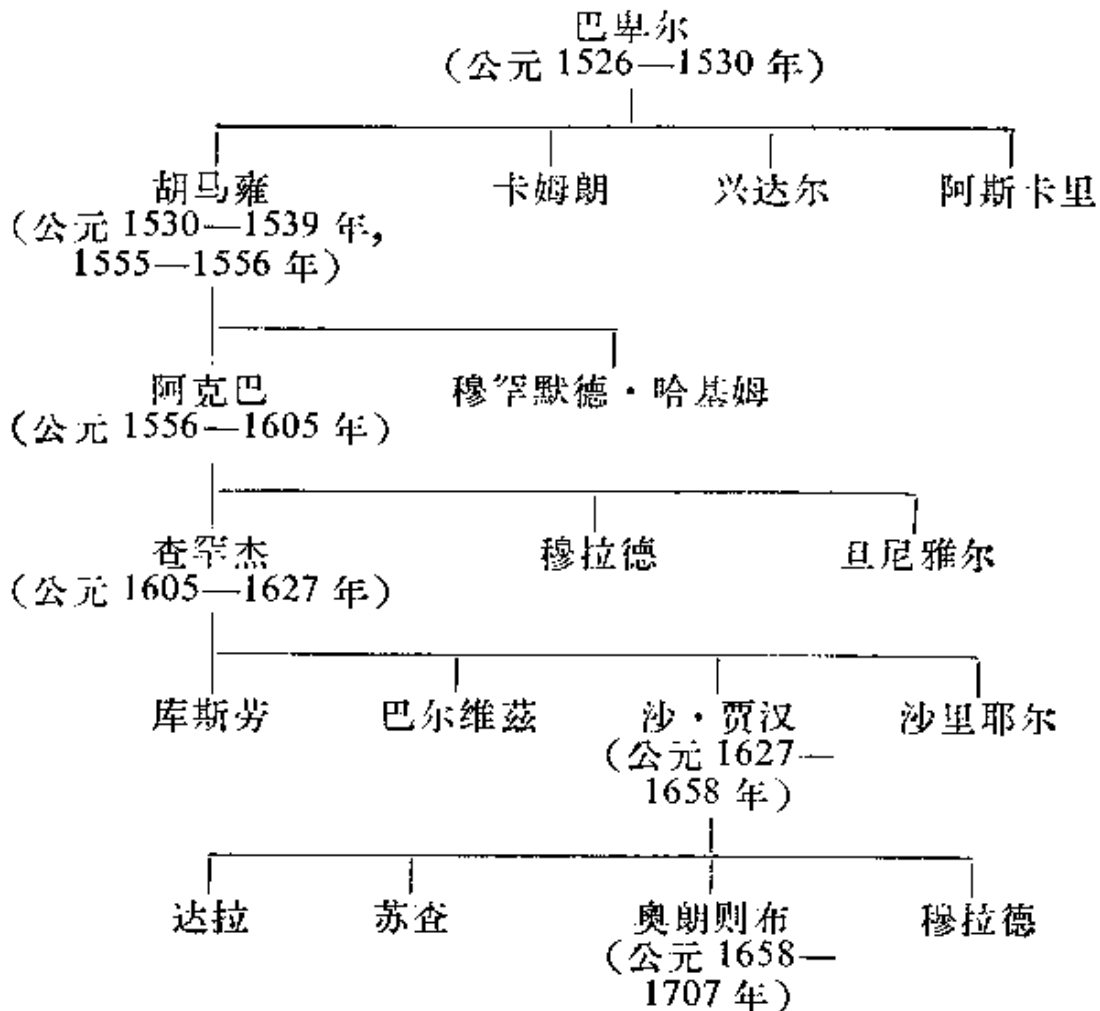 巴卑尔
（公元 1526—1530 年）
胡马雍 卡姆朗 兴达尔 阿斯卡里
（公元 1530—1539 年，
1555—1556 年）
阿克巴 穆罕默德·哈基姆
（公元 1556—1605 年）
查罕杰 穆拉德 旦尼雅尔
（公元 1605—1627 年）
库斯劳 巴尔维兹 沙·贾汉 沙里耶尔
（公元 1627—
1658 年）
达拉 苏查 奥朗则布 穆拉德
（公元 1658—
1707 年）